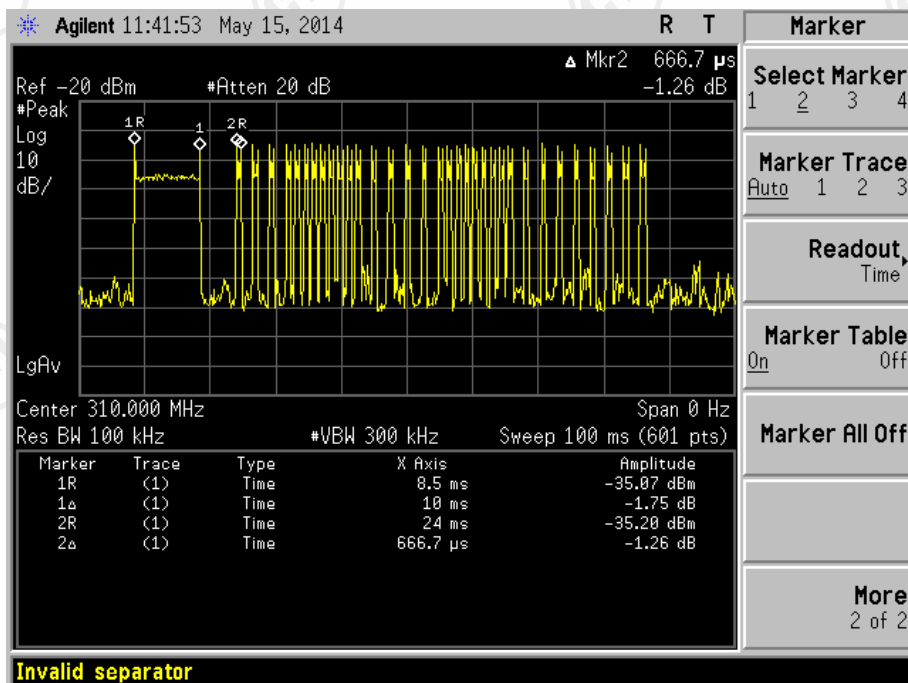 Agilent 11:41:53 May 15, 2014 R T
Marker
Δ Mkr2 666.7 µs
Ref -20 dBm #Atten 20 dB -1.26 dB
#Peak
Log
10
dB/
1R 1 2R
LgAv
Center 310.000 MHz Span 0 Hz
Res BW 100 kHz #VBW 300 kHz Sweep 100 ms (601 pts)
Marker Trace Type X Axis Amplitude
1R (1) Time 8.5 ms -35.07 dBm
1Δ (1) Time 10 ms -1.75 dB
2R (1) Time 24 ms -35.20 dBm
2Δ (1) Time 666.7 µs -1.26 dB
Invalid separator
Select Marker
1 2 3 4
Marker Trace
Auto 1 2 3
Readout
Time
Marker Table
On Off
Marker All Off
More
2 of 2